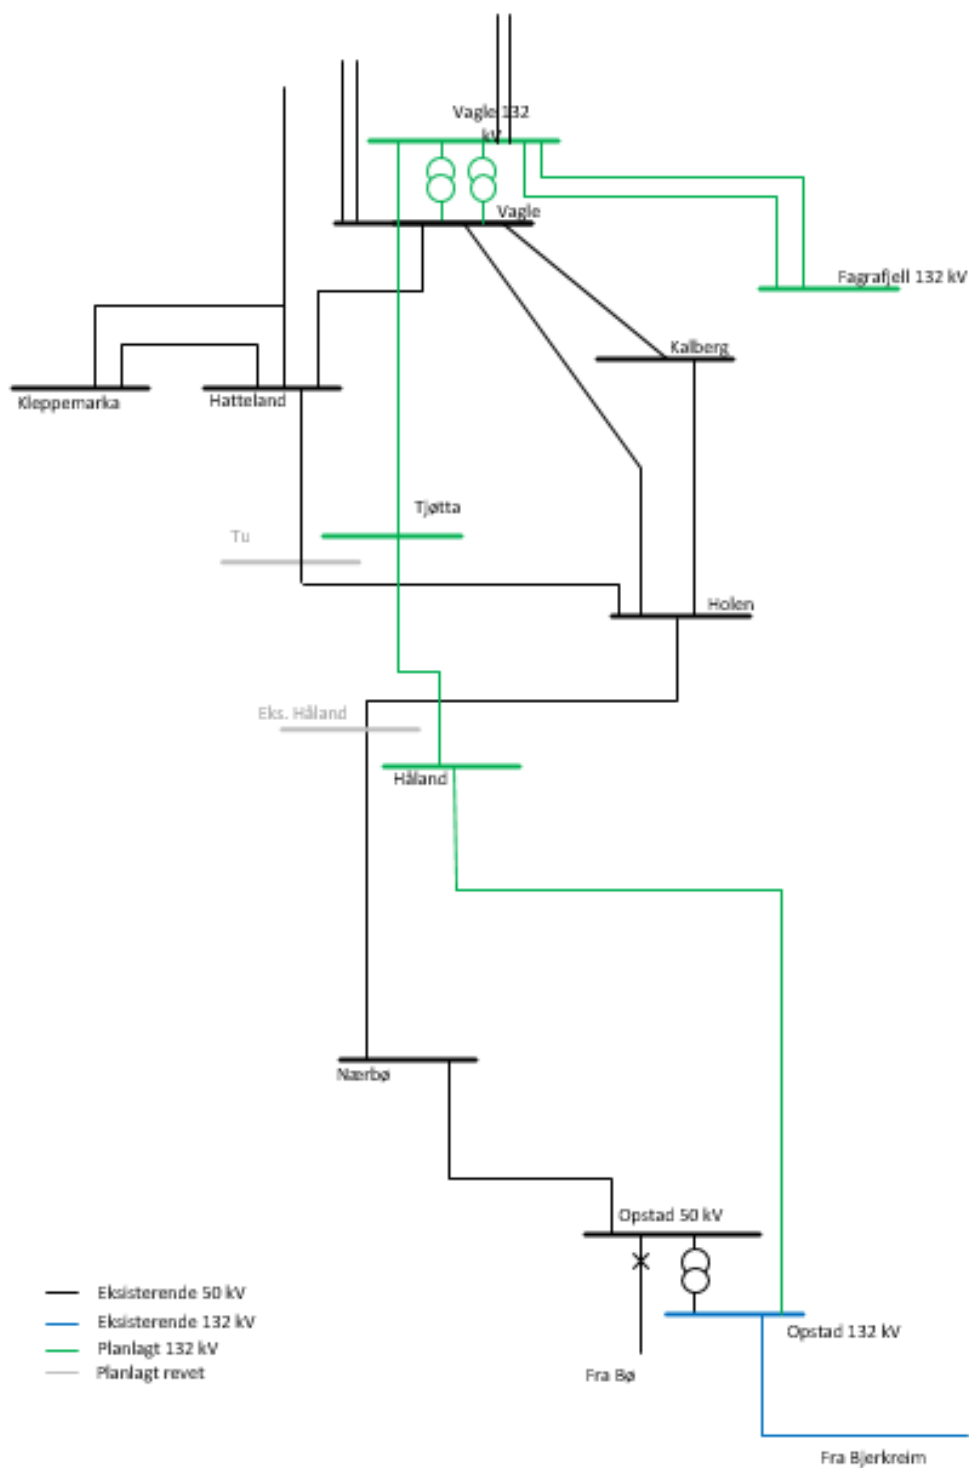 Vagle 132
kV
Vagle
Fagrafjell 132 kV
Kalberg
Kleppemarka
Hatteland
Tjøtta
Tu
Holen
Eks. Håland
Håland
Nærbø
Opstad 50 kV
Eksisterende 50 kV
Eksisterende 132 kV
Opstad 132 kV
Planlagt 132 kV
Planlagt revet
Fra Bø
Fra Bjerkreim